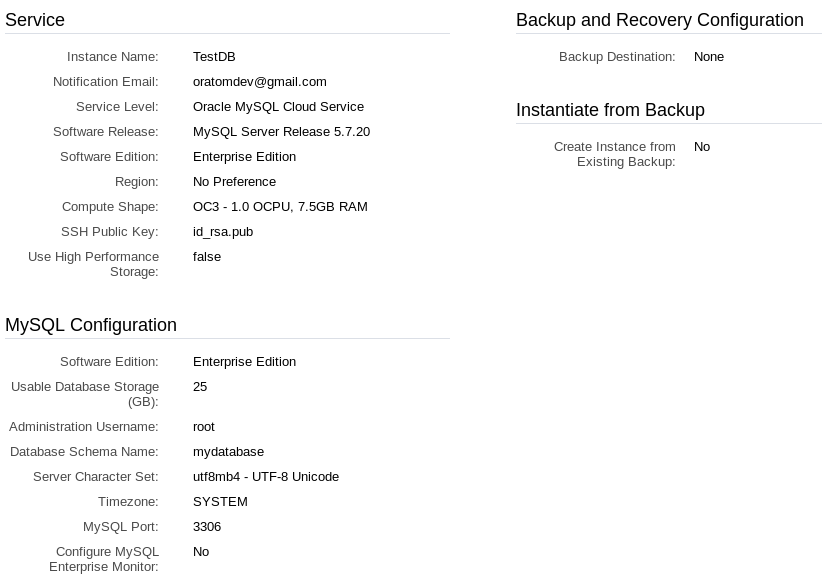 Service
Instance Name: TestDB
Notification Email: oratomdev@gmail.com
Service Level: Oracle MySQL Cloud Service
Software Release: MySQL Server Release 5.7.20
Software Edition: Enterprise Edition
Region: No Preference
Compute Shape: OC3 - 1.0 OCPU, 7.5GB RAM
SSH Public Key: id_rsa.pub
Use High Performance false
Storage:
MySQL Configuration
Software Edition: Enterprise Edition
Usable Database Storage 25
(GB):
Administration Username: root
Database Schema Name: mydatabase
Server Character Set: utf8mb4 - UTF-8 Unicode
Timezone: SYSTEM
MySQL Port: 3306
Configure MySQL No
Enterprise Monitor:
Backup and Recovery Configuration
Backup Destination: None
Instantiate from Backup
Create Instance from No
Existing Backup: